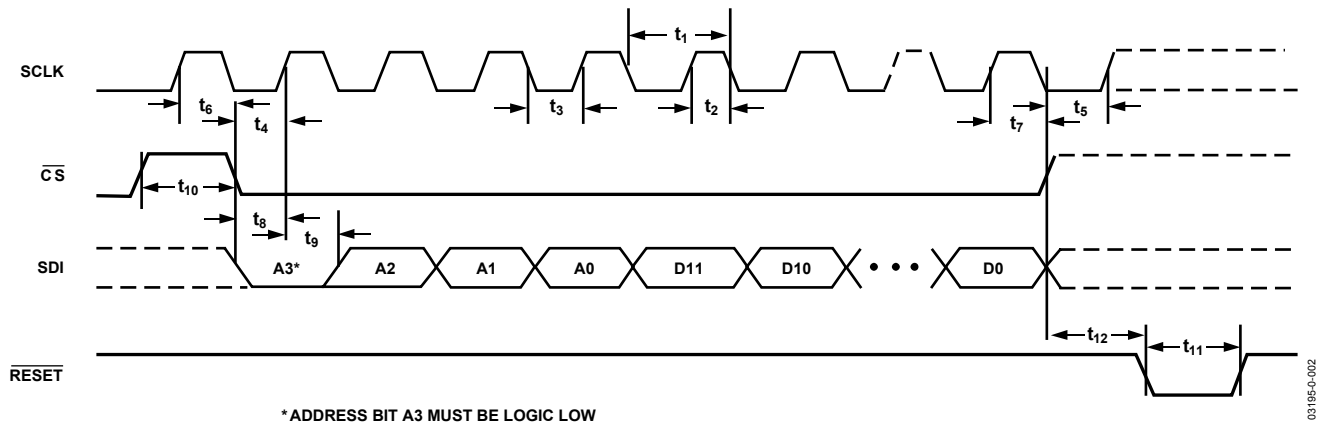 t1
SCLK
t6
t3
t2
t4
t7
t5
CS
t10
t8
t9
SDI
A3*
A2
A1
A0
D11
D10
D0
t12
t11
RESET
*ADDRESS BIT A3 MUST BE LOGIC LOW
03195-0-002